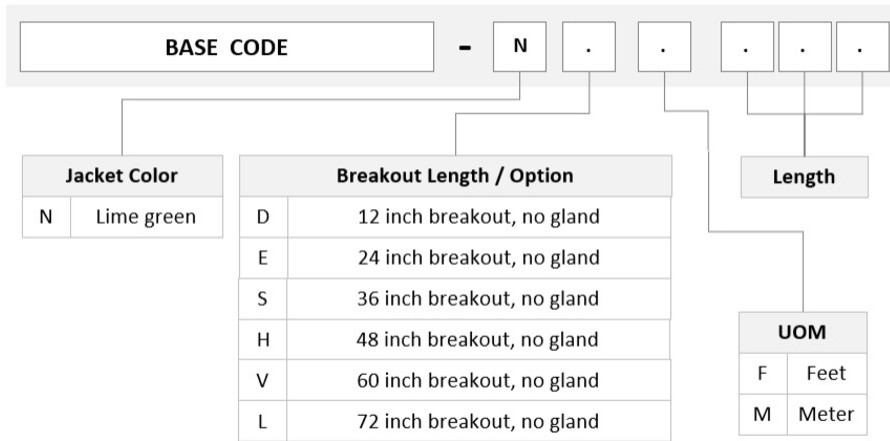 BASE CODE - N . . . . .
Jacket Color
N Lime green
Breakout Length / Option
D 12 inch breakout, no gland
E 24 inch breakout, no gland
S 36 inch breakout, no gland
H 48 inch breakout, no gland
V 60 inch breakout, no gland
L 72 inch breakout, no gland
Length
UOM
F Feet
M Meter